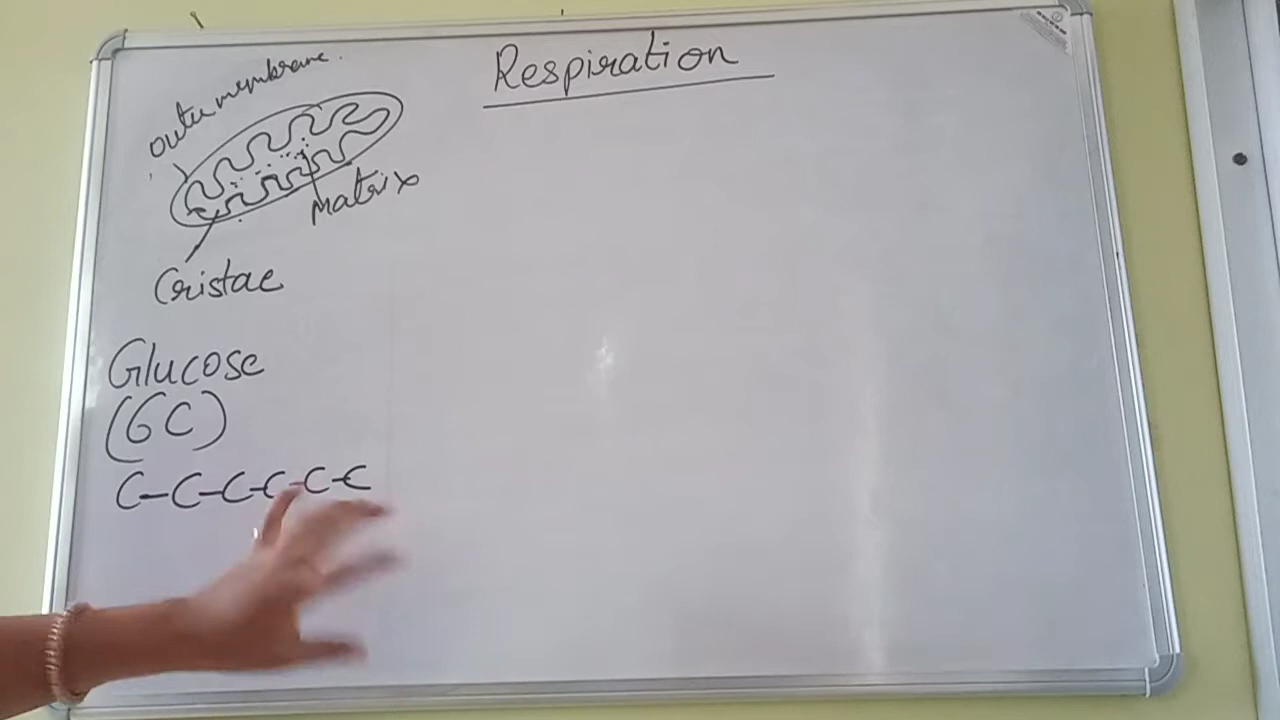 Respiration
outer membrane.
Matrix
Cristae
Glucose
(6C)
C-C-C-C-C-C